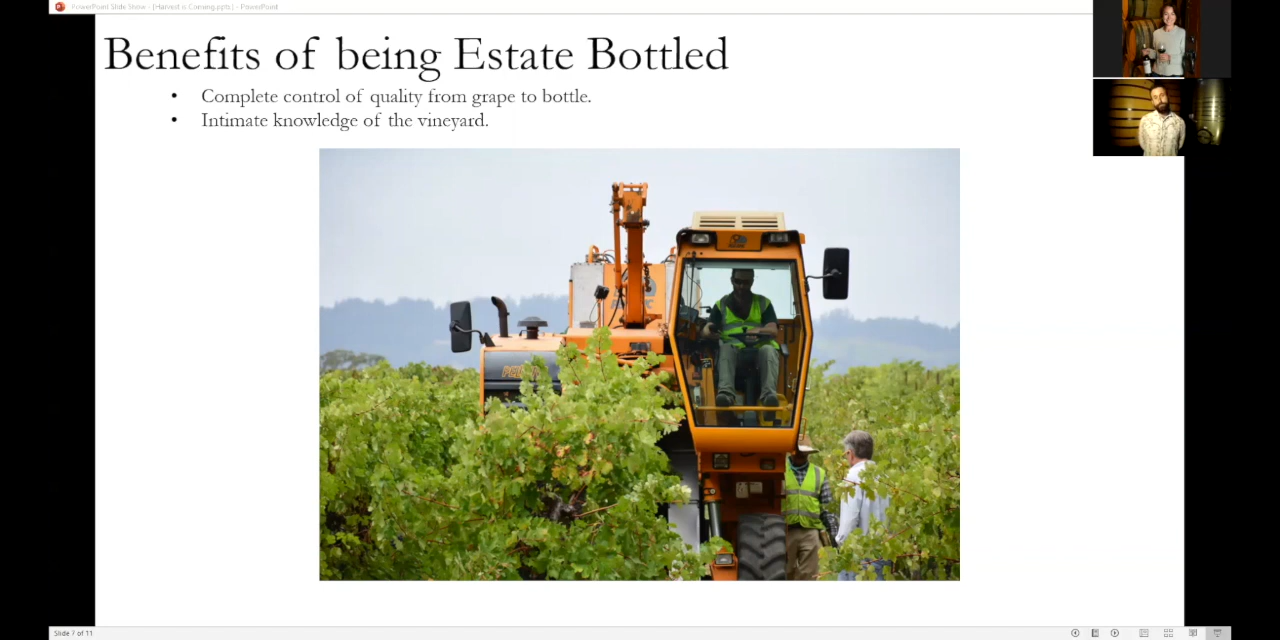 PowerPoint Slide Show - [Harvest is Coming.pptx] - PowerPoint
Benefits of being Estate Bottled
• Complete control of quality from grape to bottle.
• Intimate knowledge of the vineyard.
Slide 7 of 11